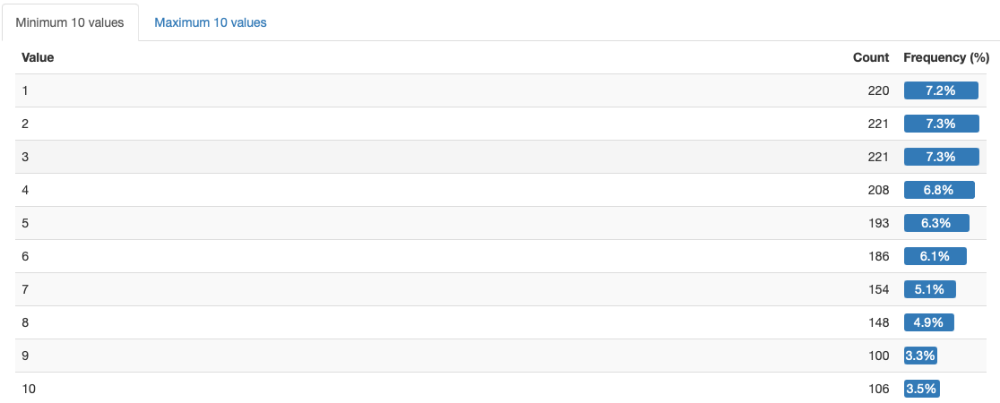 Minimum 10 values Maximum 10 values
Value Count Frequency (%)
1 220 7.2%
2 221 7.3%
3 221 7.3%
4 208 6.8%
5 193 6.3%
6 186 6.1%
7 154 5.1%
8 148 4.9%
9 100 3.3%
10 106 3.5%